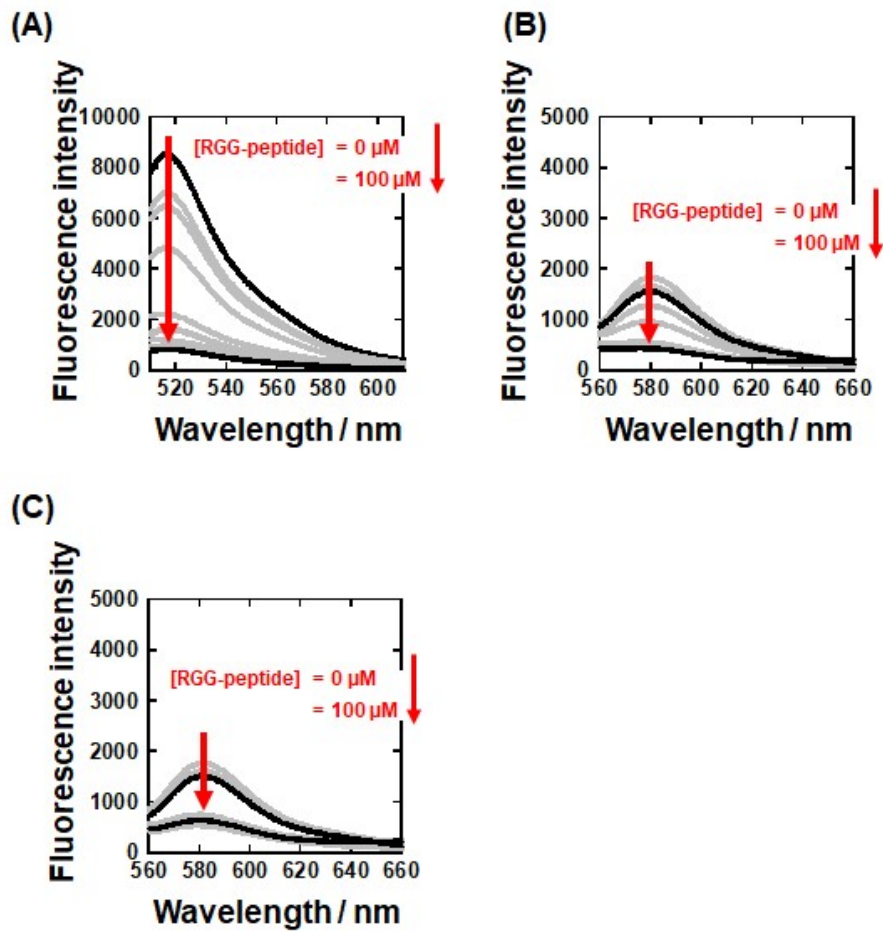 (A)
Fluorescence intensity
10000
8000
6000
4000
2000
0
[RGG-peptide] = 0 µM
= 100 µM
520 540 560 580 600
Wavelength / nm
(B)
Fluorescence intensity
5000
4000
3000
2000
1000
0
[RGG-peptide] = 0 µM
= 100 µM
560 580 600 620 640 660
Wavelength / nm
(C)
Fluorescence intensity
5000
4000
3000
2000
1000
0
[RGG-peptide] = 0 µM
= 100 µM
560 580 600 620 640 660
Wavelength / nm